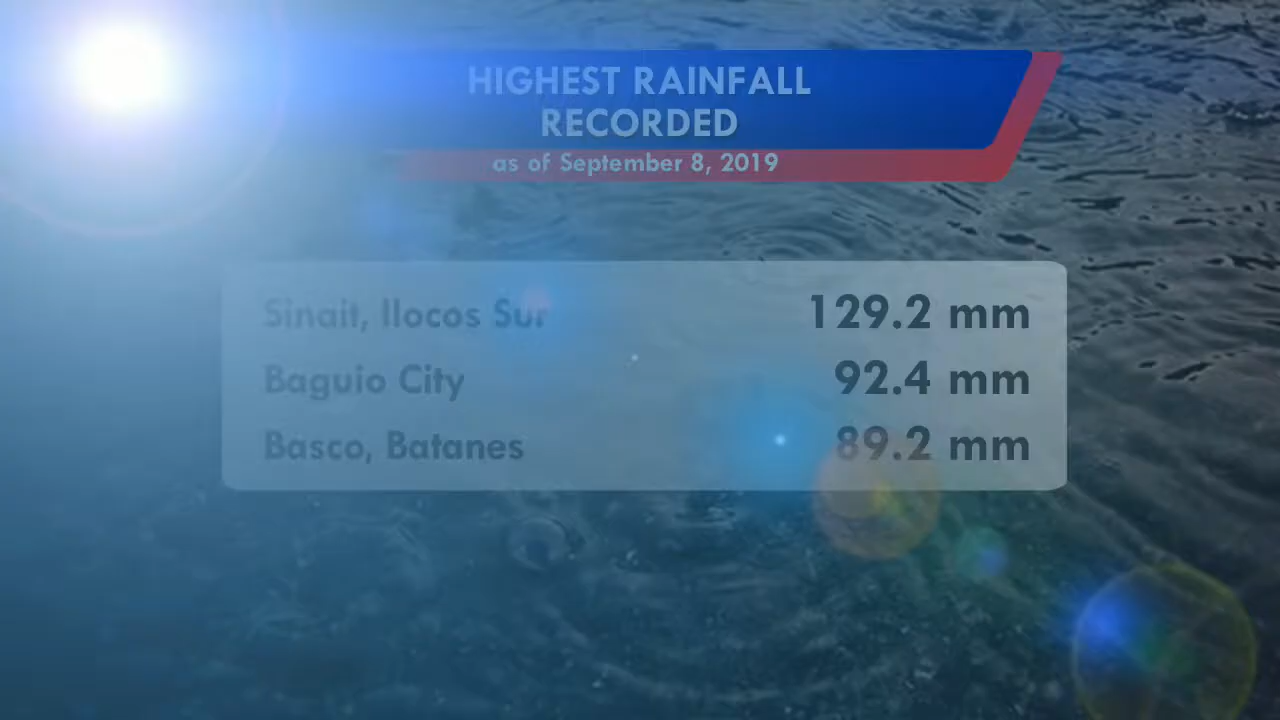 HIGHEST RAINFALL
RECORDED
as of September 8, 2019
Sinait, Ilocos Sur 129.2 mm
Baguio City 92.4 mm
Basco, Batanes 89.2 mm